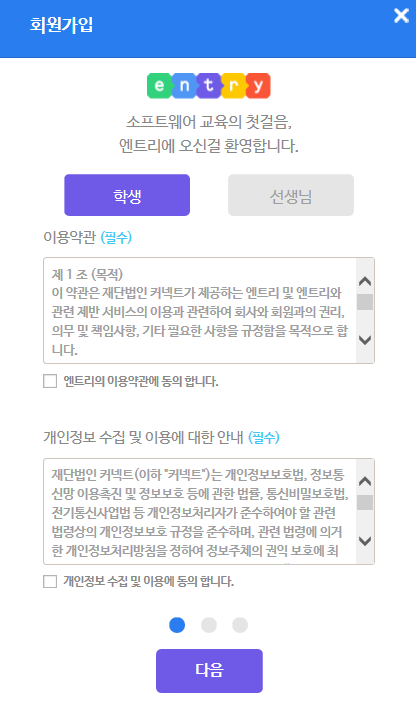 회원가입
entry
소프트웨어 교육의 첫걸음,
엔트리에 오신걸 환영합니다.
학생 선생님
이용약관 (필수)
제 1 조 (목적)
이 약관은 재단법인 커넥트가 제공하는 엔트리 및 엔트리와
관련 제반 서비스의 이용과 관련하여 회사와 회원과의 권리,
의무 및 책임사항, 기타 필요한 사항을 규정함을 목적으로 합
니다.
엔트리의 이용약관에 동의 합니다.
개인정보 수집 및 이용에 대한 안내 (필수)
재단법인 커넥트(이하 "커넥트")는 개인정보보호법, 정보통
신망 이용촉진 및 정보보호 등에 관한 법률, 통신비밀보호법,
전기통신사업법 등 개인정보처리자가 준수하여야 할 관련
법령상의 개인정보보호 규정을 준수하며, 관련 법령에 의거
한 개인정보처리방침을 정하여 정보주체의 권익 보호에 최
개인정보 수집 및 이용에 동의 합니다.
다음